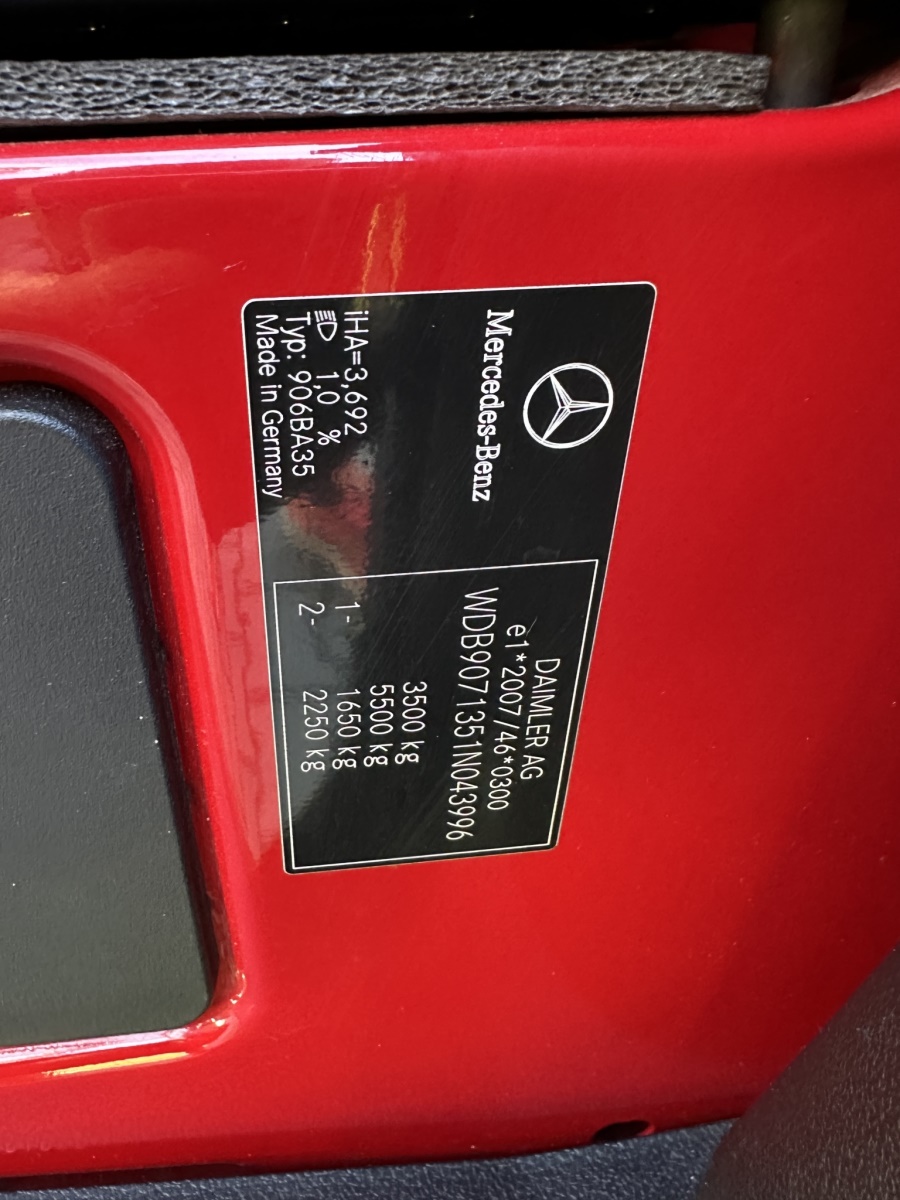 Mercedes-Benz
iHA=3,692
1,0 %
Typ: 906BA35
Made in Germany
DAIMLER AG
e1*2007/46*0300
WDB9071351N043996
3500 kg
5500 kg
1- 1650 kg
2- 2250 kg